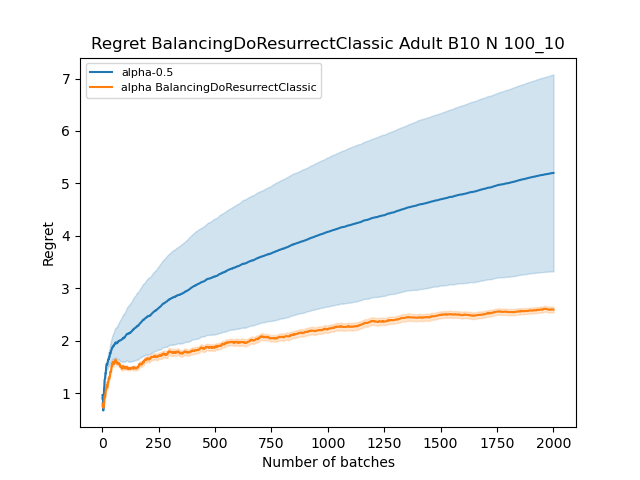 Regret BalancingDoResurrectClassic Adult B10 N 100_10
alpha-0.5
alpha BalancingDoResurrectClassic
7
6
5
4
3
2
1
Regret
0 250 500 750 1000 1250 1500 1750 2000
Number of batches